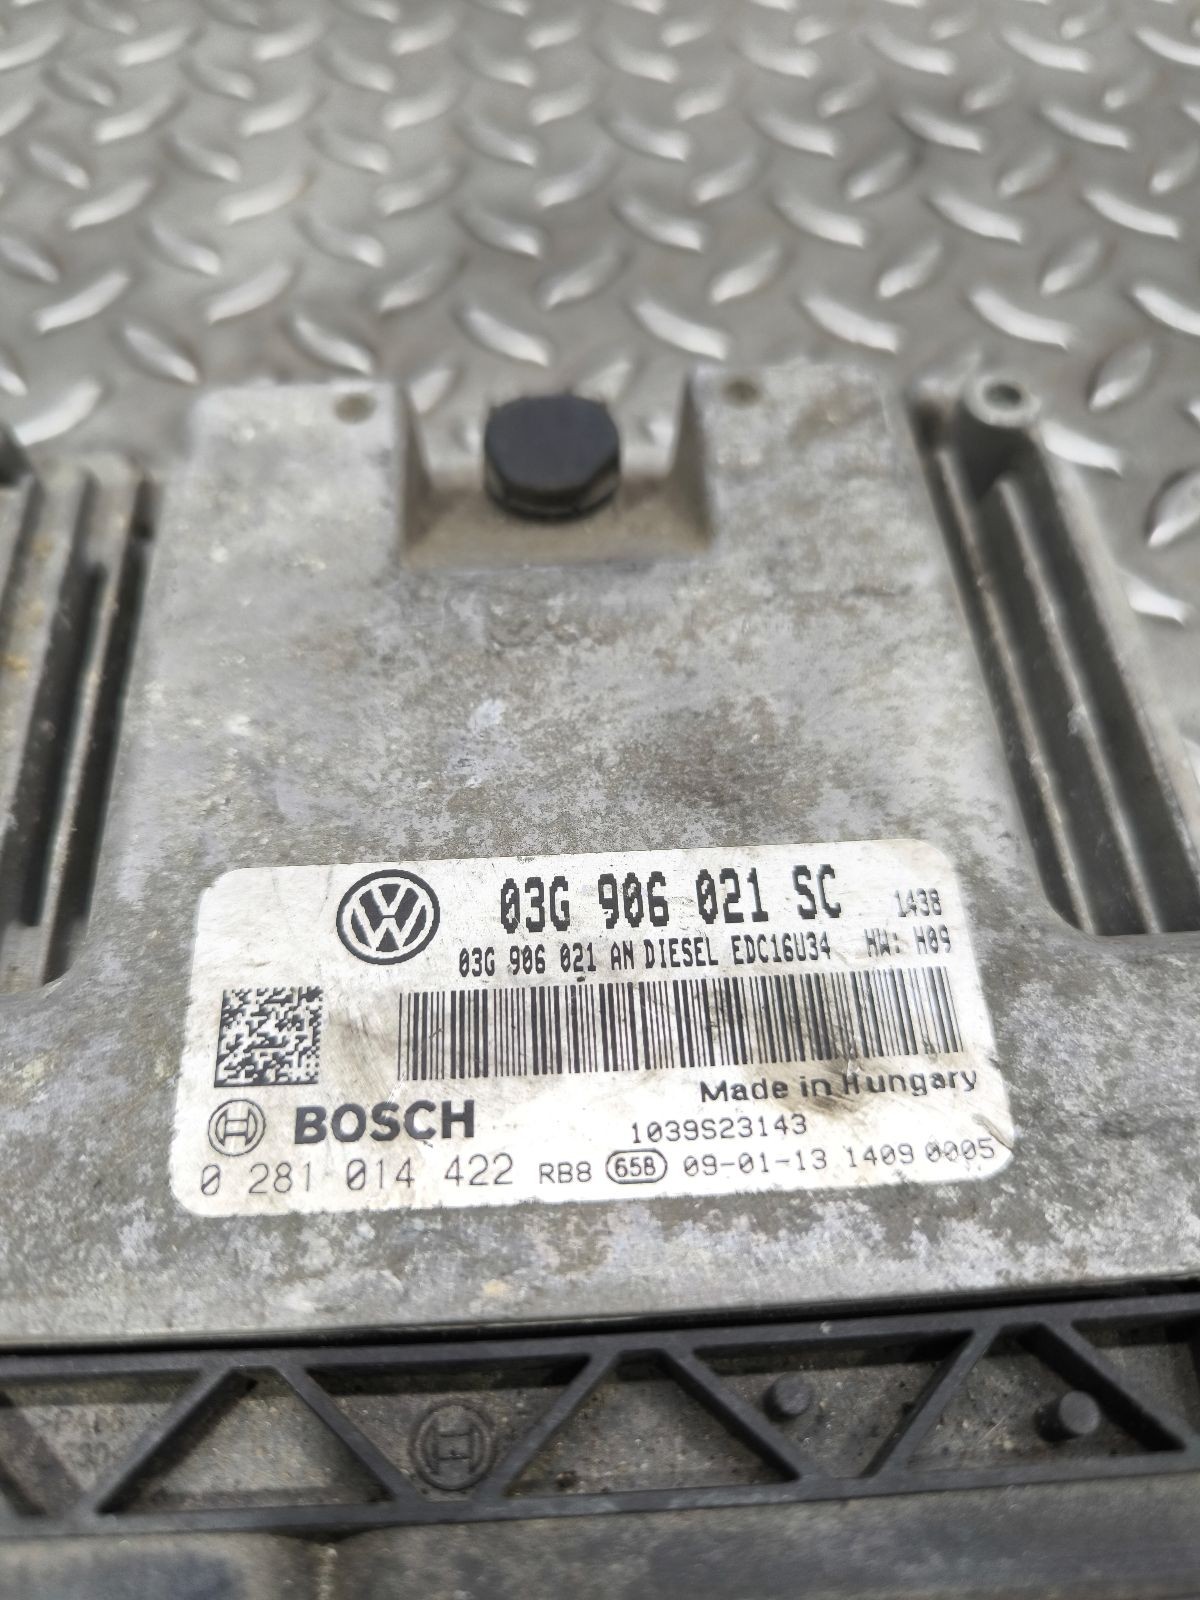 03G 906 021 SC 1438
03G 906 021 AN DIESEL EDC16U34 HW: H09
Made in Hungary
BOSCH
1039S23143
0 281 014 422 RB8 658 09-01-13 1409 0005